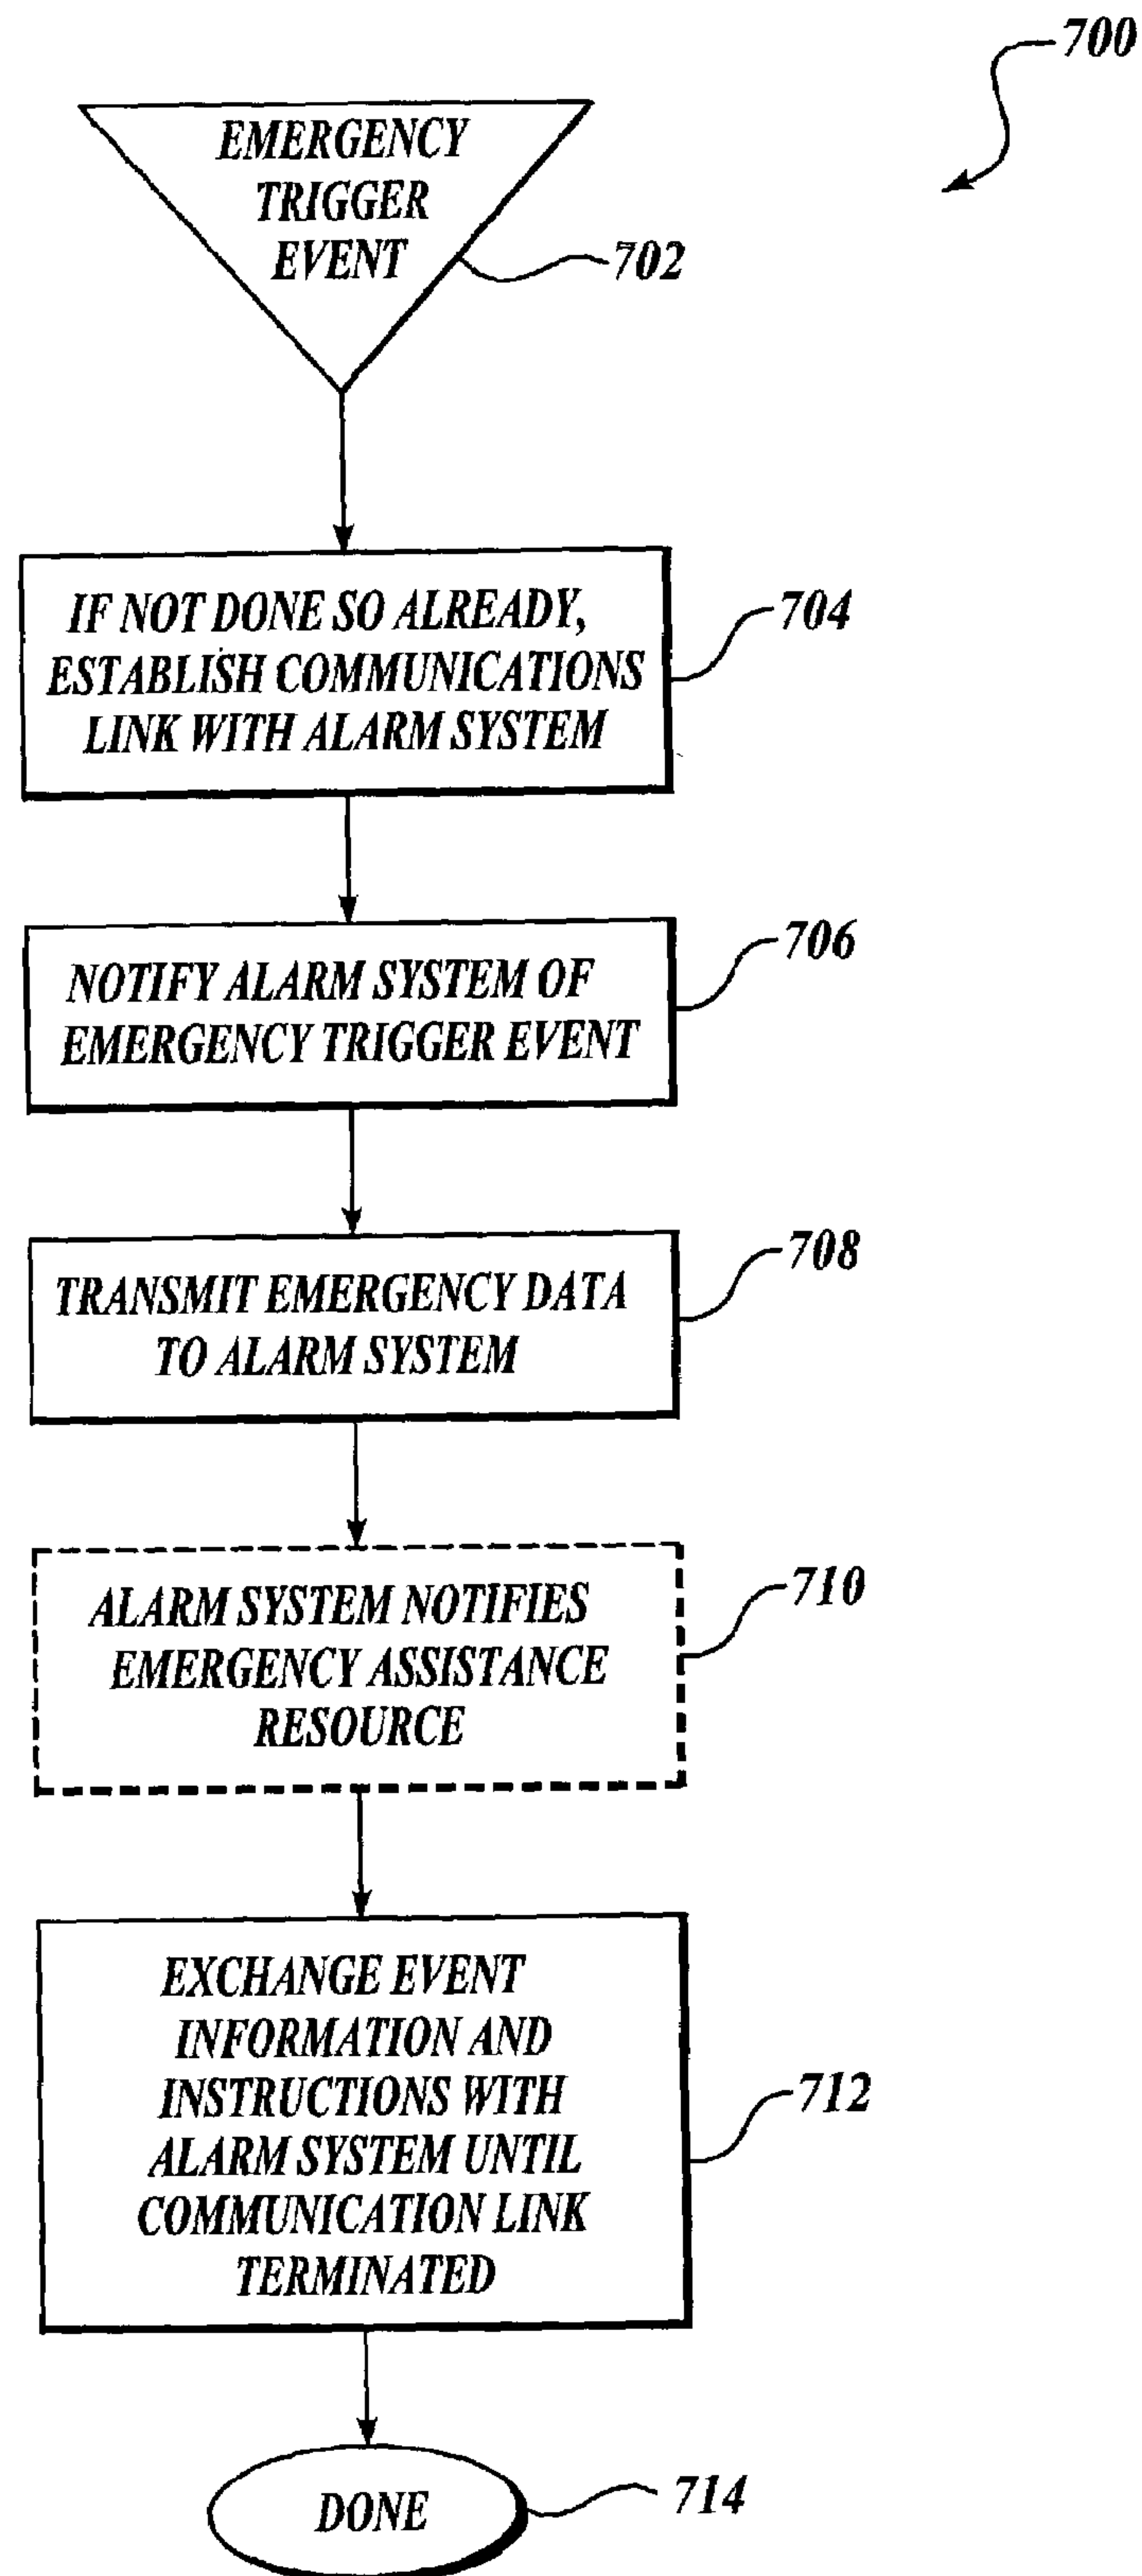 700
EMERGENCY
TRIGGER
EVENT
702
IF NOT DONE SO ALREADY,
ESTABLISH COMMUNICATIONS
LINK WITH ALARM SYSTEM
704
NOTIFY ALARM SYSTEM OF
EMERGENCY TRIGGER EVENT
706
TRANSMIT EMERGENCY DATA
TO ALARM SYSTEM
708
ALARM SYSTEM NOTIFIES
EMERGENCY ASSISTANCE
RESOURCE
710
EXCHANGE EVENT
INFORMATION AND
INSTRUCTIONS WITH
ALARM SYSTEM UNTIL
COMMUNICATION LINK
TERMINATED
712
DONE
714